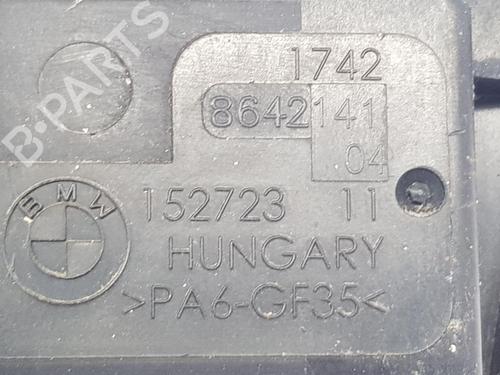 B-PARTS
1742
8642141
04
BMW
152723 11
HUNGARY
>PA6-GF35<